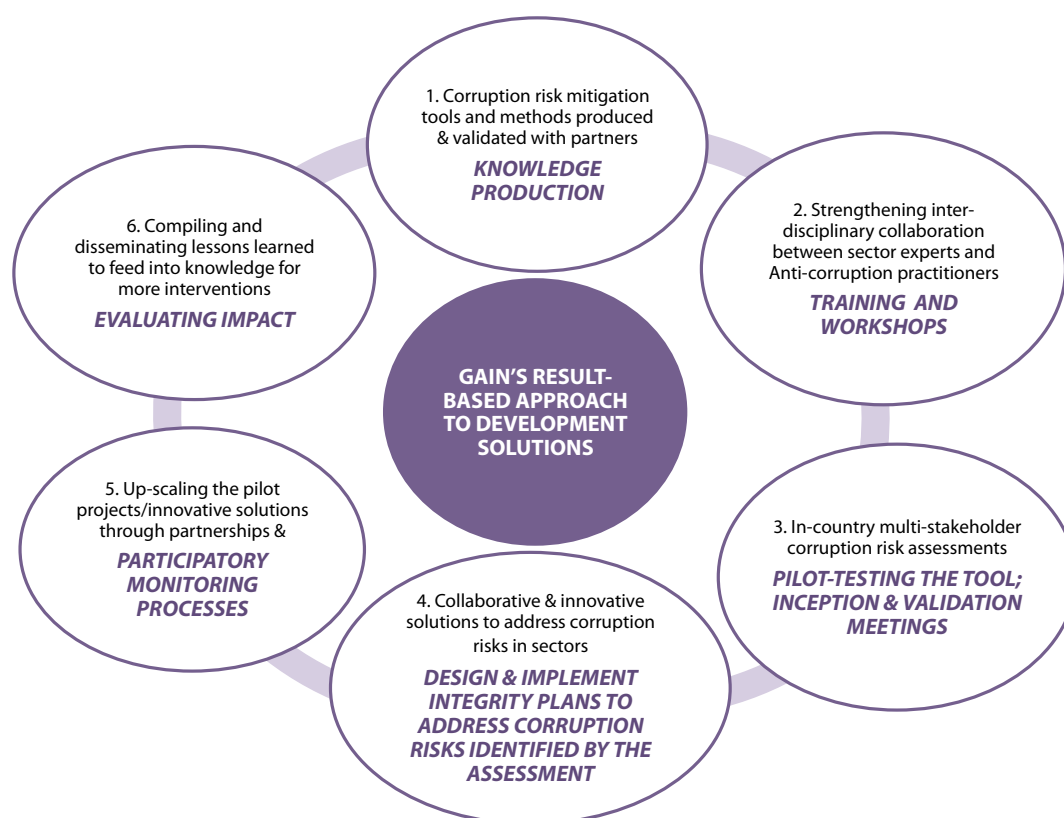 1. Corruption risk mitigation
tools and methods produced
& validated with partners
KNOWLEDGE
PRODUCTION
2. Strengthening inter-
disciplinary collaboration
between sector experts and
Anti-corruption practitioners
TRAINING AND
WORKSHOPS
3. In-country multi-stakeholder
corruption risk assessments
PILOT-TESTING THE TOOL;
INCEPTION & VALIDATION
MEETINGS
4. Collaborative & innovative
solutions to address corruption
risks in sectors
DESIGN & IMPLEMENT
INTEGRITY PLANS TO
ADDRESS CORRUPTION
RISKS IDENTIFIED BY THE
ASSESSMENT
5. Up-scaling the pilot
projects/innovative solutions
through partnerships &
PARTICIPATORY
MONITORING
PROCESSES
6. Compiling and
disseminating lessons learned
to feed into knowledge for
more interventions
EVALUATING IMPACT
GAIN'S RESULT-
BASED APPROACH
TO DEVELOPMENT
SOLUTIONS